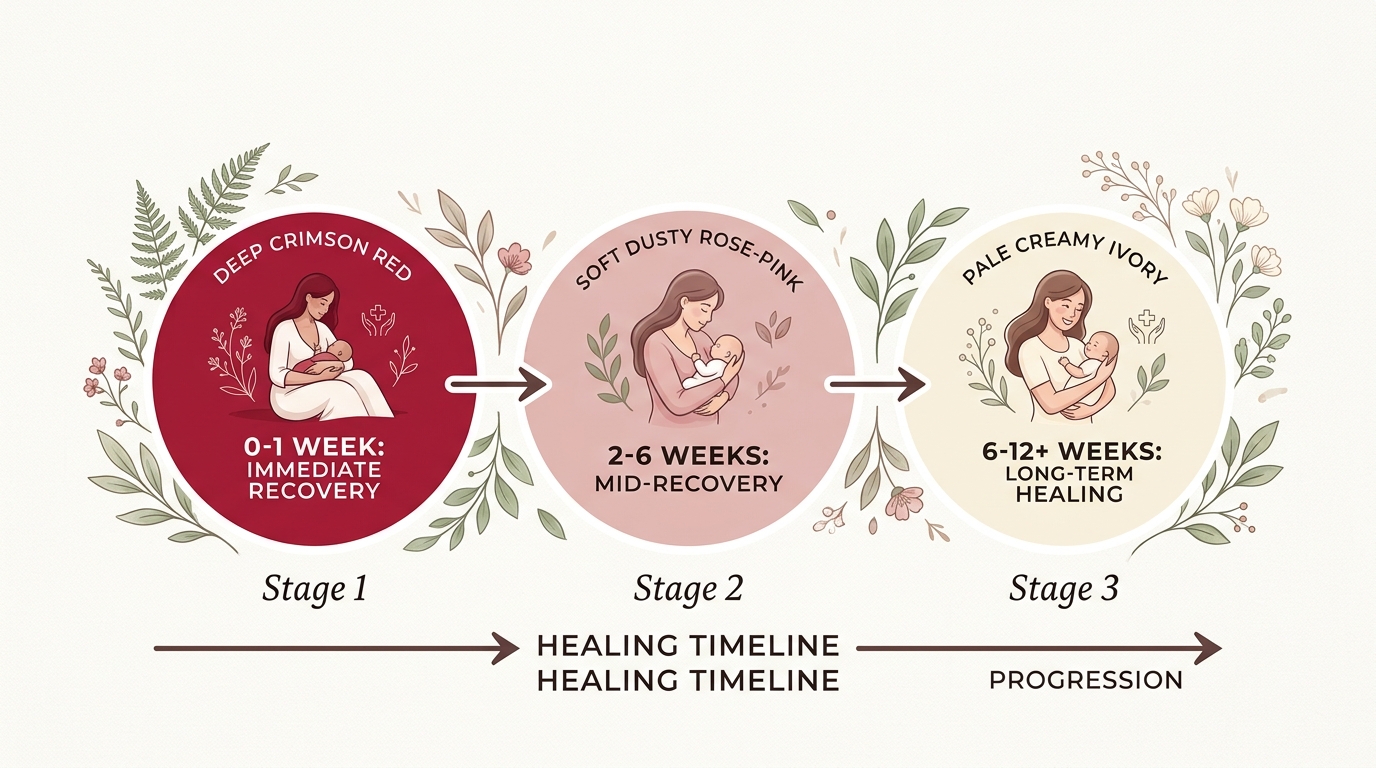 DEEP CRIMSON RED
0-1 WEEK:
IMMEDIATE
RECOVERY
Stage 1
SOFT DUSTY ROSE-PINK
2-6 WEEKS:
MID-RECOVERY
Stage 2
PALE CREAMY IVORY
6-12+ WEEKS:
LONG-TERM
HEALING
Stage 3
HEALING TIMELINE
HEALING TIMELINE
PROGRESSION